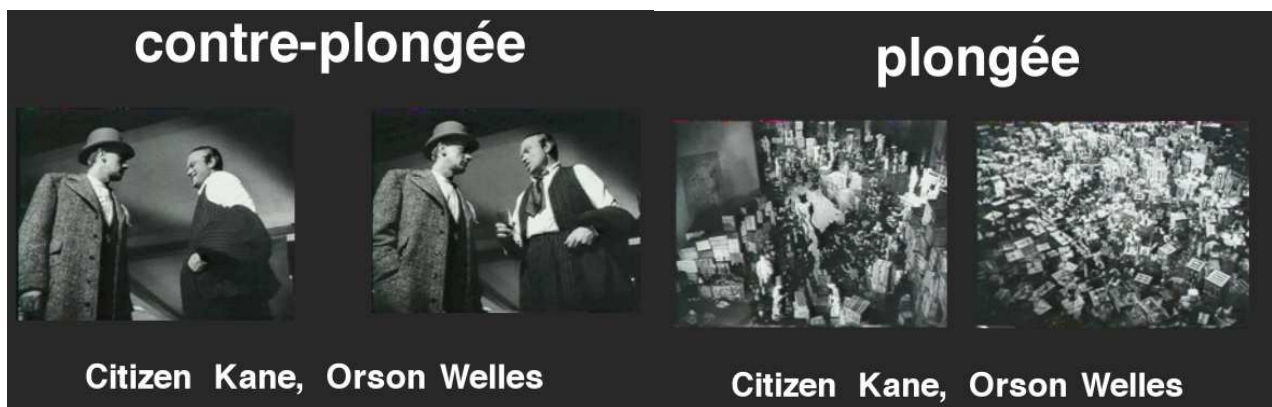 contre-plongée
Citizen Kane, Orson Welles
plongée
Citizen Kane, Orson Welles